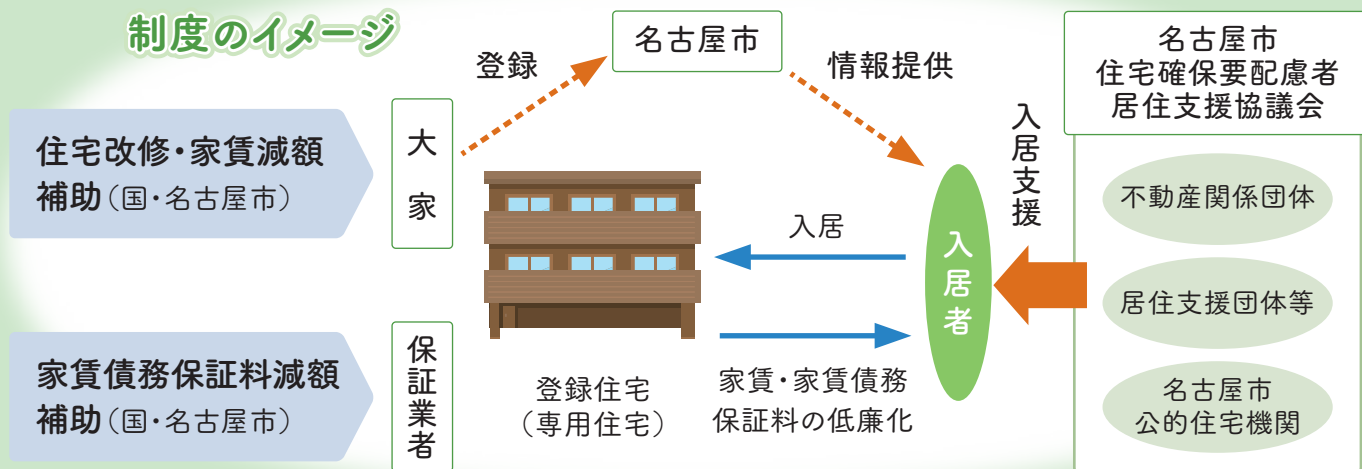 制度のイメージ
名古屋市
登録
情報提供
住宅改修・家賃減額
補助（国・名古屋市）
大家
家賃債務保証料減額
補助（国・名古屋市）
保証業者
登録住宅
（専用住宅）
入居
家賃・家賃債務
保証料の低廉化
入居者
入居支援
名古屋市
住宅確保要配慮者
居住支援協議会
不動産関係団体
居住支援団体等
名古屋市
公的住宅機関